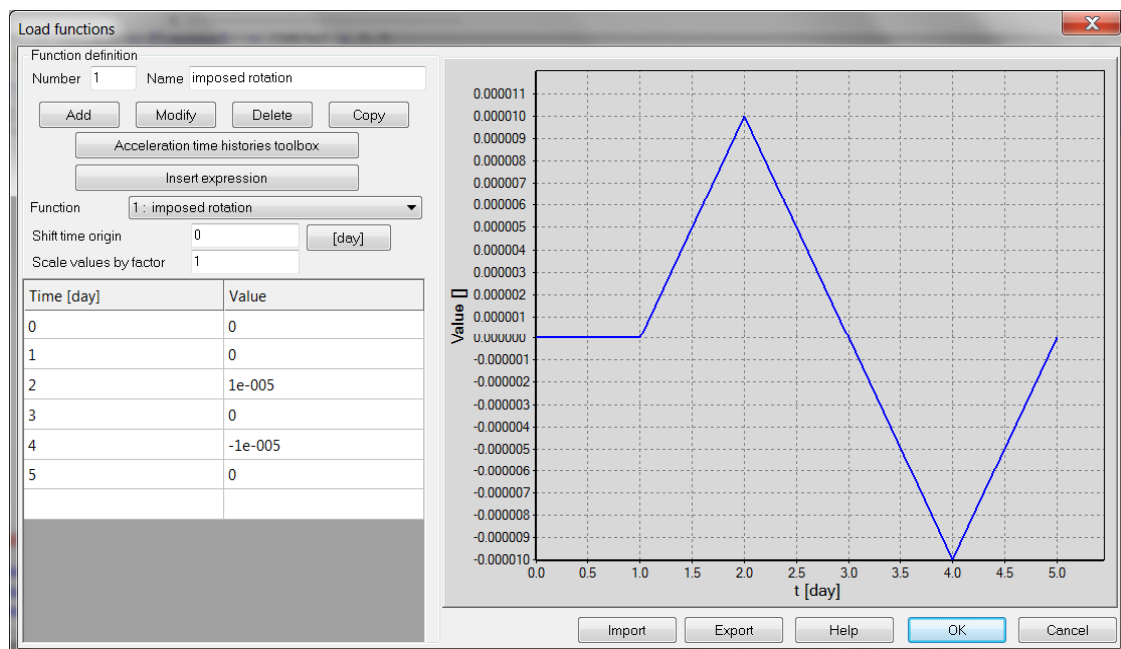 Load functions
Function definition
Number 1 Name imposed rotation
Add Modify Delete Copy
Acceleration time histories toolbox
Insert expression
Function 1 : imposed rotation
Shift time origin 0 [day]
Scale values by factor 1
Time [day] Value
0 0
1 0
2 1e-005
3 0
4 -1e-005
5 0
Value []
0.000011
0.000010
0.000009
0.000008
0.000007
0.000006
0.000005
0.000004
0.000003
0.000002
0.000001
0.000000
-0.000001
-0.000002
-0.000003
-0.000004
-0.000005
-0.000006
-0.000007
-0.000008
-0.000009
-0.000010
0.0 0.5 1.0 1.5 2.0 2.5 3.0 3.5 4.0 4.5 5.0
t [day]
Import Export Help OK Cancel